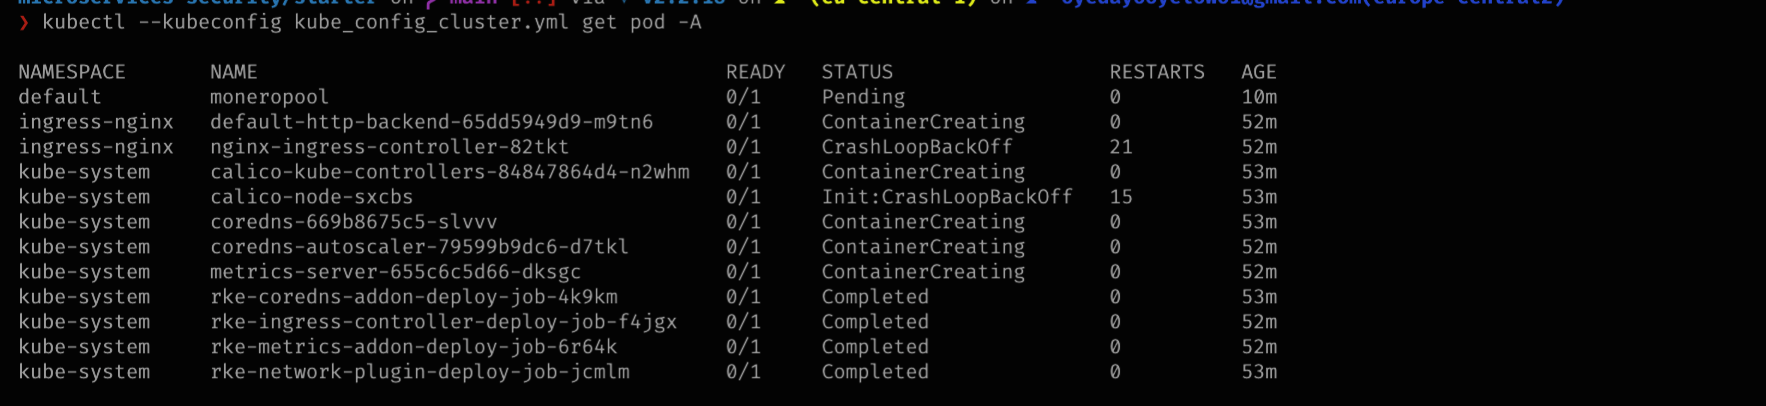 ❯ kubectl --kubeconfig kube_config_cluster.yml get pod -A
NAMESPACE NAME READY STATUS RESTARTS AGE
default moneropool 0/1 Pending 0 10m
ingress-nginx default-http-backend-65dd5949d9-m9tn6 0/1 ContainerCreating 0 52m
ingress-nginx nginx-ingress-controller-82tkt 0/1 CrashLoopBackOff 21 52m
kube-system calico-kube-controllers-84847864d4-n2whm 0/1 ContainerCreating 0 53m
kube-system calico-node-sxcbs 0/1 Init:CrashLoopBackOff 15 53m
kube-system coredns-669b8675c5-slvvv 0/1 ContainerCreating 0 53m
kube-system coredns-autoscaler-79599b9dc6-d7tkl 0/1 ContainerCreating 0 52m
kube-system metrics-server-655c6c5d66-dksgc 0/1 ContainerCreating 0 52m
kube-system rke-coredns-addon-deploy-job-4k9km 0/1 Completed 0 53m
kube-system rke-ingress-controller-deploy-job-f4jgx 0/1 Completed 0 52m
kube-system rke-metrics-addon-deploy-job-6r64k 0/1 Completed 0 52m
kube-system rke-network-plugin-deploy-job-jcmlm 0/1 Completed 0 53m